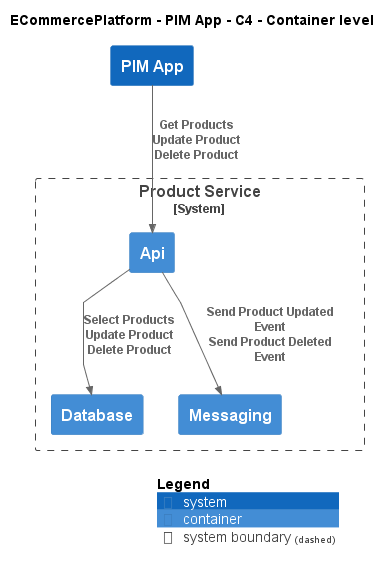 ECommercePlatform - PIM App - C4 - Container level
PIM App
Get Products
Update Product
Delete Product
Product Service
[System]
Api
Select Products
Update Product
Delete Product
Send Product Updated
Event
Send Product Deleted
Event
Database
Messaging
Legend
system
container
system boundary (dashed)